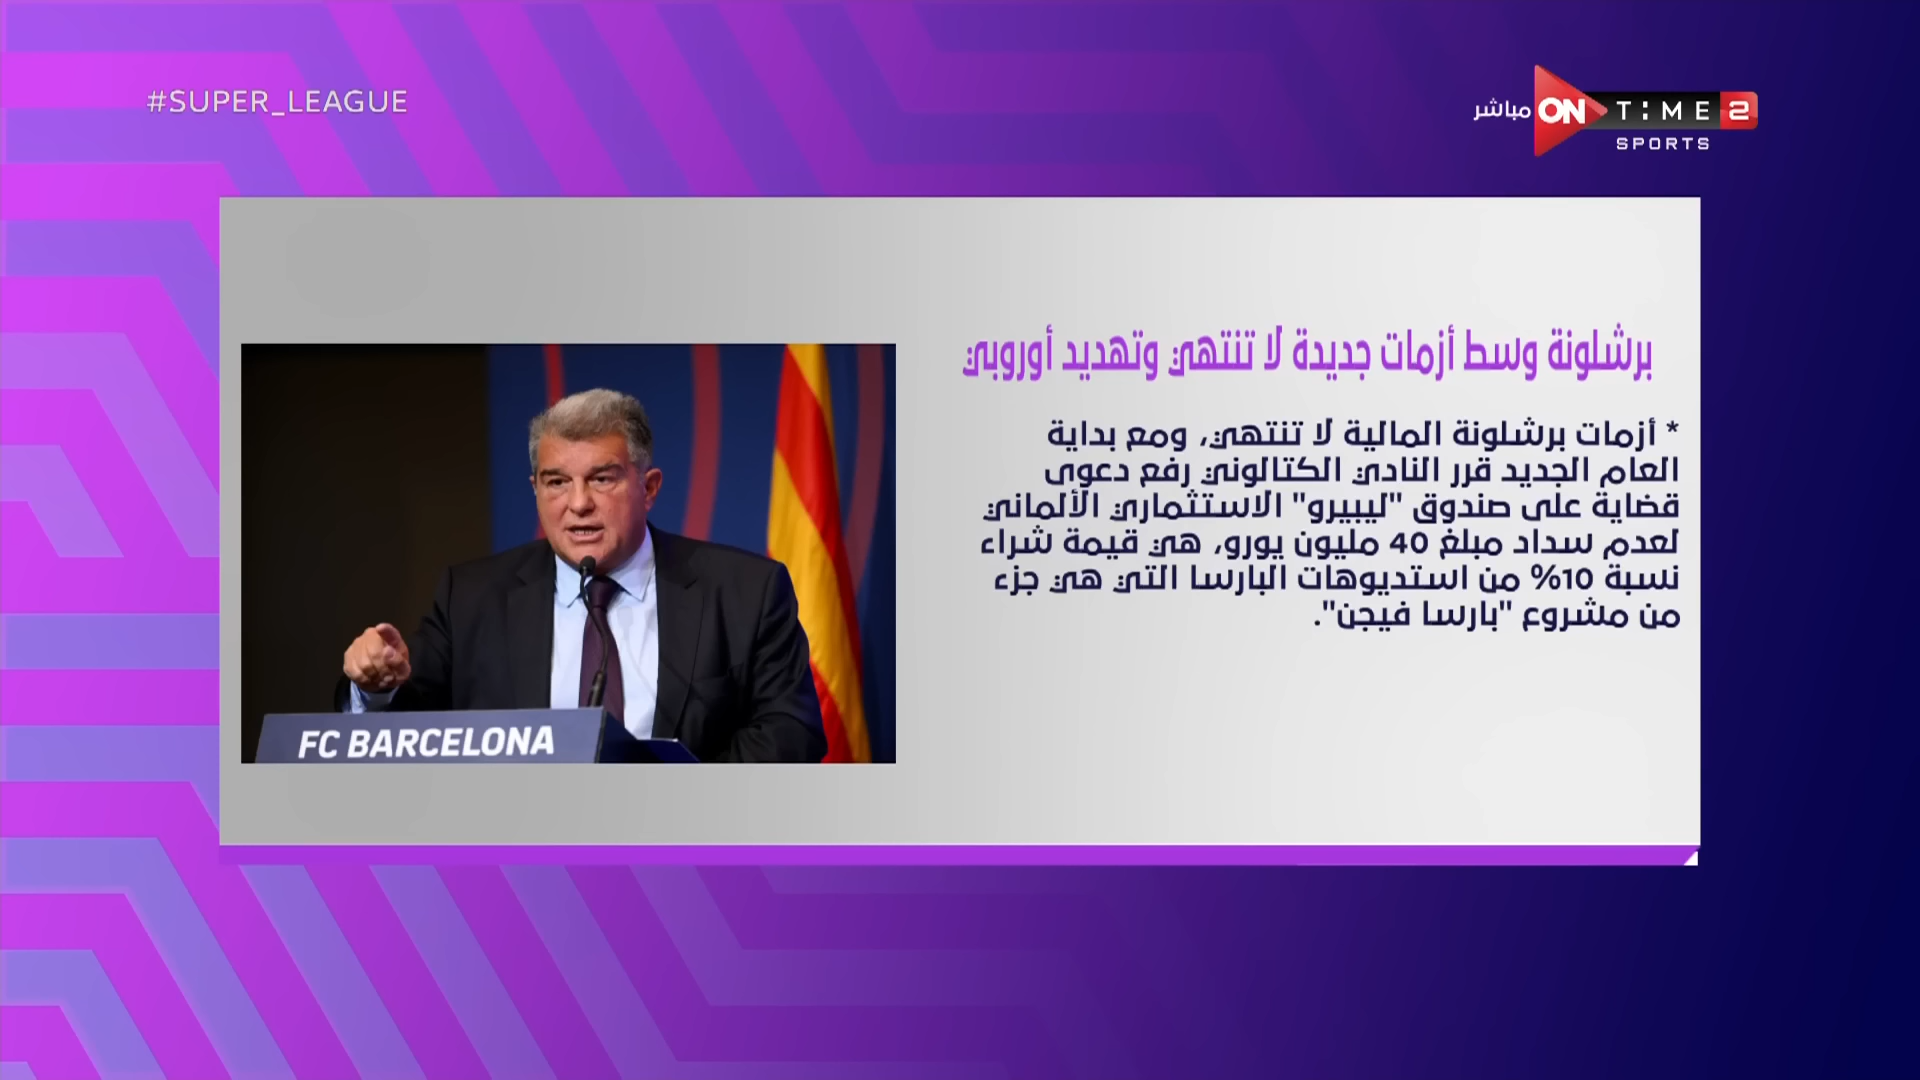 #SUPER_LEAGUE
مباشر ON TIME 2
SPORTS
برشلونة وسط أزمات جديدة لا تنتهي وتهديد أوروبي
* أزمات برشلونة المالية لا تنتهي، ومع بداية
العام الجديد قرر النادي الكتالوني رفع دعوى
قضاية على صندوق "ليبيرو" الاستثماري الألماني
لعدم سداد مبلغ 40 مليون يورو، هي قيمة شراء
نسبة 10% من استديوهات البارسا التي هي جزء
من مشروع "بارسا فيجن".
FC BARCELONA